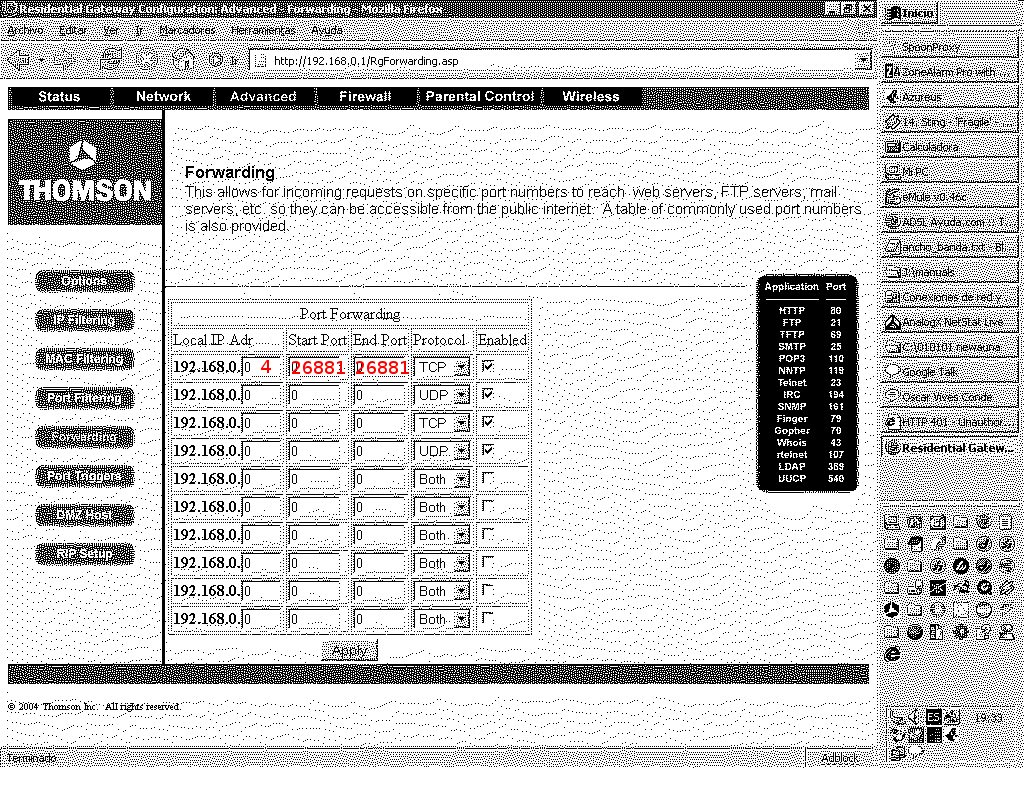 Residential Gateway Configuration: Advanced - Forwarding - Mozilla Firefox
Archivo Editar Ver Ir Marcadores Herramientas Ayuda
http://192.168.0.1/RgForwarding.asp
Status Network Advanced Firewall Parental Control Wireless
THOMSON
Options
IP Filtering
MAC Filtering
Port Filtering
Forwarding
Port Triggers
DMZ Host
RIP Setup
Forwarding
This allows for incoming requests on specific port numbers to reach web servers, FTP servers, mail
servers, etc. so they can be accessible from the public internet. A table of commonly used port numbers
is also provided.
Port Forwarding
Local IP Adr Start Port End Port Protocol Enabled
192.168.0. 0 4 26881 26881 TCP
192.168.0. 0 0 0 UDP
192.168.0. 0 0 0 TCP
192.168.0. 0 0 0 UDP
192.168.0. 0 0 0 Both
192.168.0. 0 0 0 Both
192.168.0. 0 0 0 Both
192.168.0. 0 0 0 Both
192.168.0. 0 0 0 Both
192.168.0. 0 0 0 Both
Apply
Application Port
HTTP 80
FTP 21
TFTP 69
SMTP 25
POP3 110
NNTP 119
Telnet 23
IRC 194
SNMP 161
Finger 79
Gopher 70
Whois 43
rtelnet 107
LDAP 389
UUCP 540
© 2004 Thomson Inc. All rights reserved.
Terminado Adblock
Inicio
SpoonProxy
ZoneAlarm Pro with
Azureus
14. Sting - Fragile
Calculadora
Mi PC
eMule v0.46c
ADSL Ayuda.com - T
ancho_banda.txt - Bl...
J:\manuals
Conexiones de red y
AnalogX NetStat Live
Google Talk
Oscar Vives Conde
HTTP 401 - Unauthor
Residential Gatew...
ES